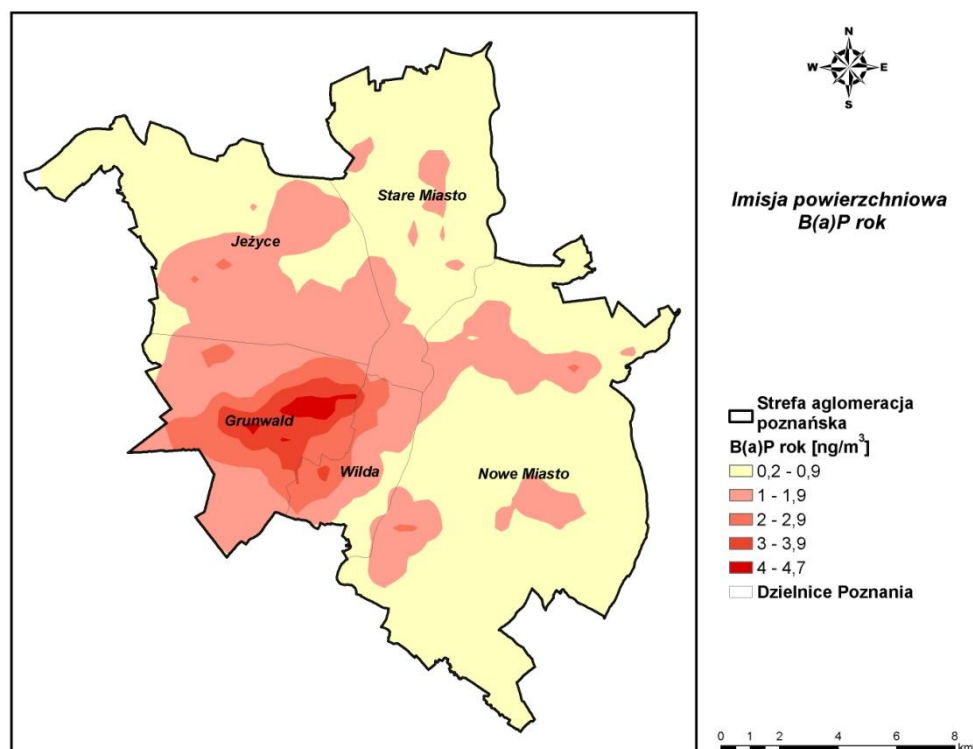 N
W E
S
Imisja powierzchniowa
B(a)P rok
Stare Miasto
Jeżyce
Grunwald
Wilda
Nowe Miasto
Strefa aglomeracja
poznańska
B(a)P rok [ng/m³]
0,2 - 0,9
1 - 1,9
2 - 2,9
3 - 3,9
4 - 4,7
Dzielnice Poznania
0 0,5 1 2 4 6 8
km